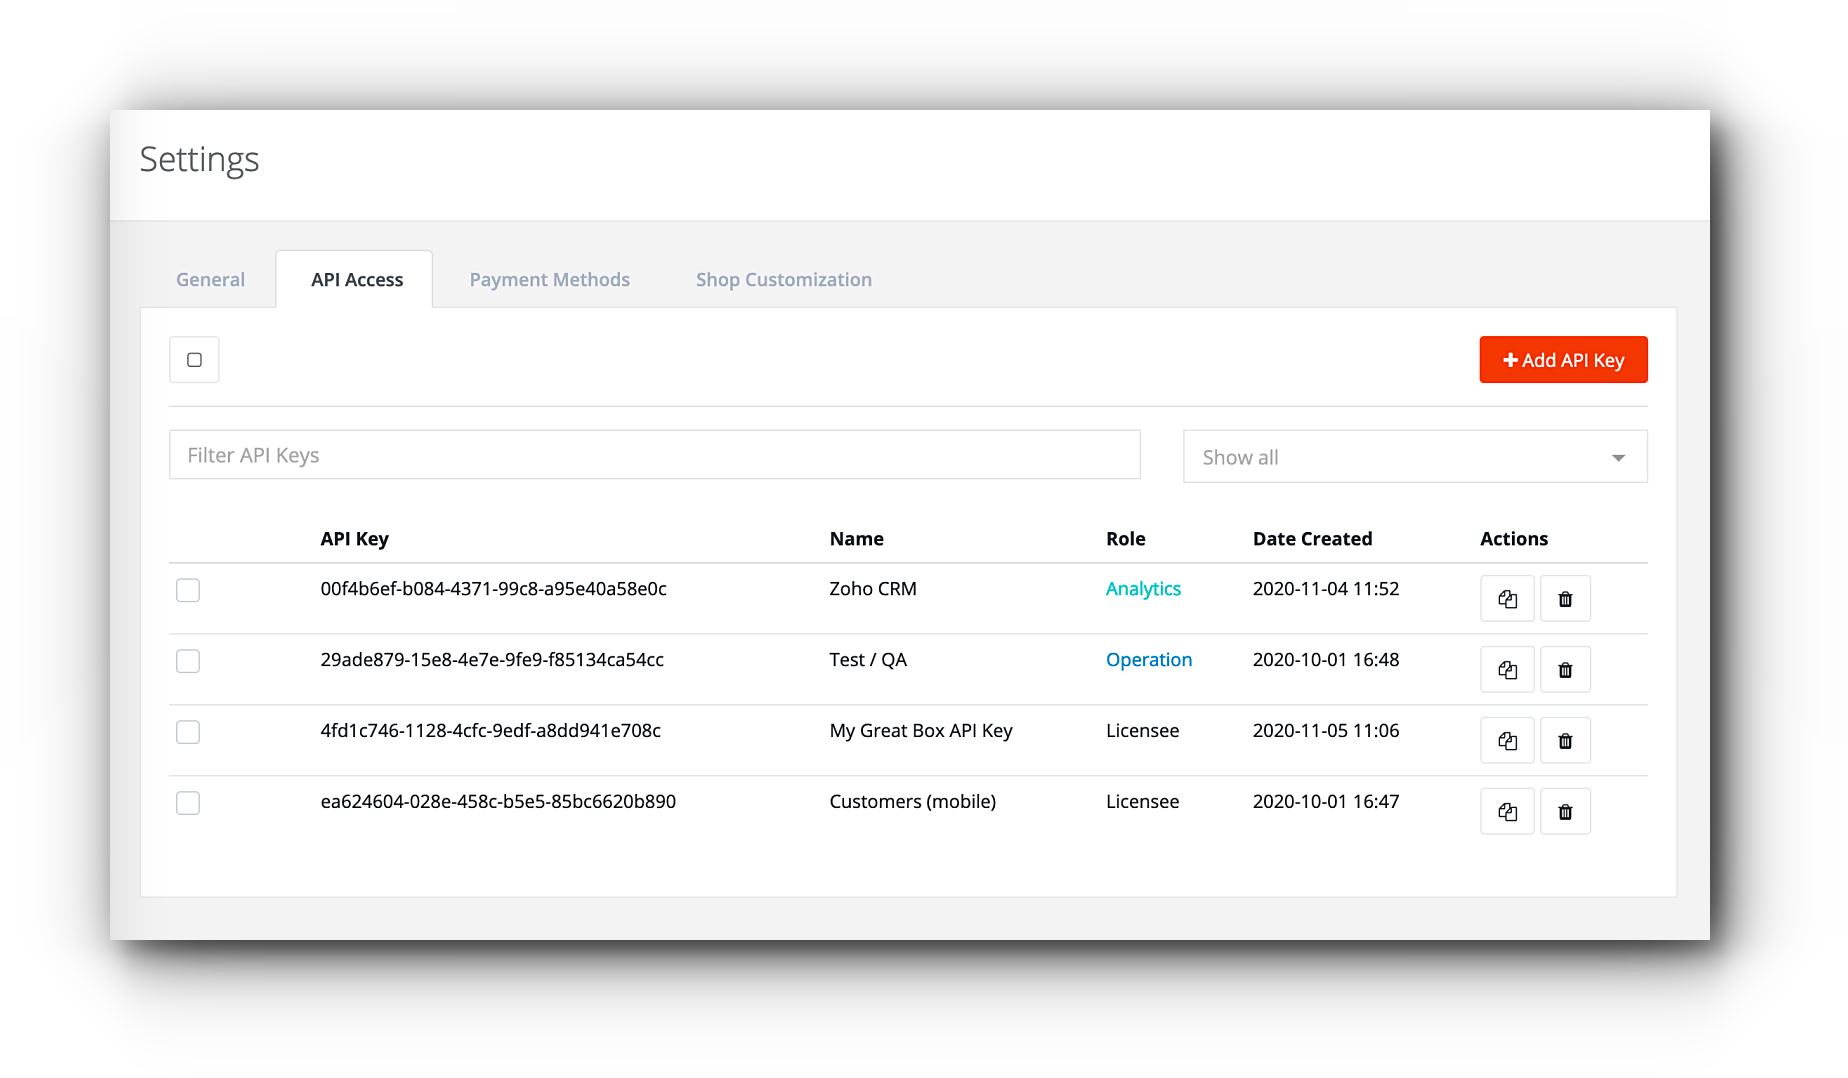 Settings
General API Access Payment Methods Shop Customization
Add API Key
Filter API Keys Show all
API Key Name Role Date Created Actions
00f4b6ef-b084-4371-99c8-a95e40a58e0c Zoho CRM Analytics 2020-11-04 11:52
29ade879-15e8-4e7e-9fe9-f85134ca54cc Test / QA Operation 2020-10-01 16:48
4fd1c746-1128-4cfc-9edf-a8dd941e708c My Great Box API Key Licensee 2020-11-05 11:06
ea624604-028e-458c-b5e5-85bc6620b890 Customers (mobile) Licensee 2020-10-01 16:47